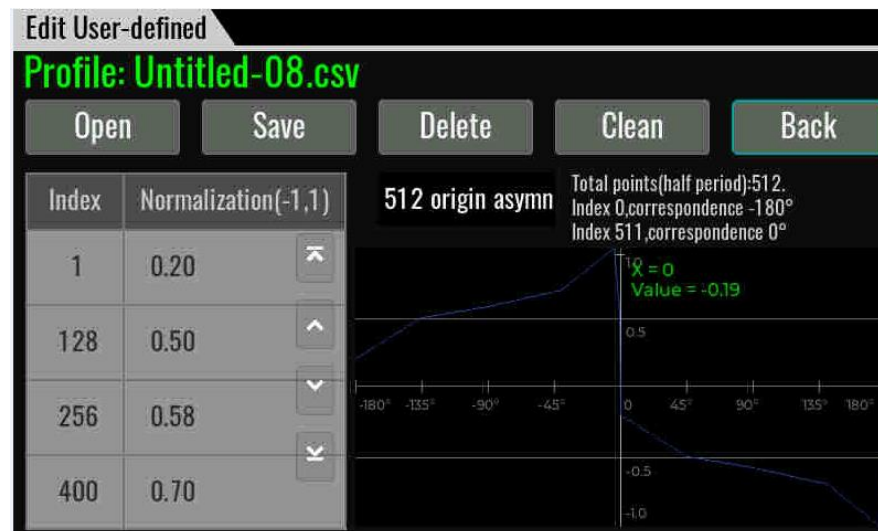 Edit User-defined
Profile: Untitled-08.csv
Open Save Delete Clean Back
Index Normalization(-1,1)
1 0.20
128 0.50
256 0.58
400 0.70
512 origin asymn
Total points(half period):512.
Index 0,correspondence -180°
Index 511,correspondence 0°
1.0
X = 0
Value = -0.19
0.5
-180° -135° -90° -45° 0 45° 90° 135° 180°
-0.5
-1.0